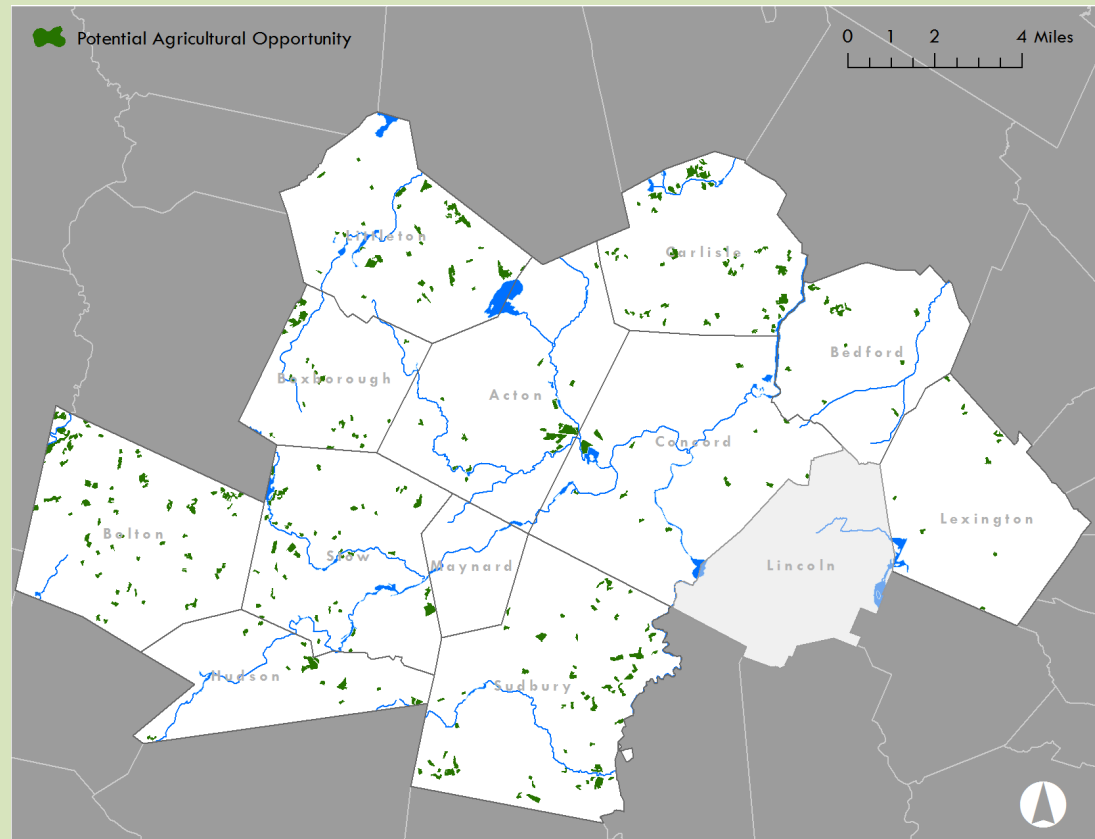 Potential Agricultural Opportunity
0 1 2 4 Miles
Littleton
Carlisle
Bedford
Boxborough
Acton
Concord
Lexington
Bolton
Stow
Maynard
Lincoln
Hudson
Sudbury